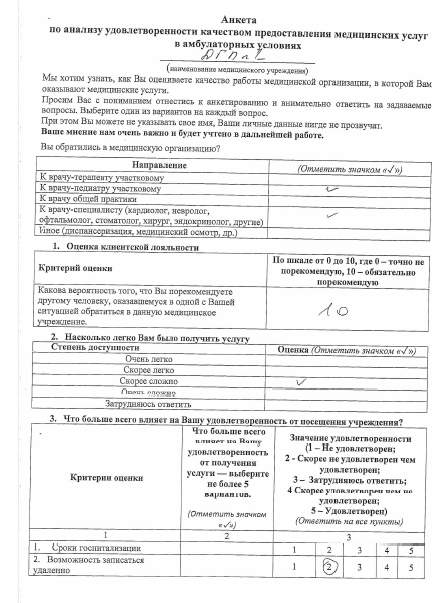 Анкета
по анализу удовлетворенности качеством предоставления медицинских услуг
в амбулаторных условиях
(наименование медицинского учреждения)
Мы хотим узнать, как Вы оцениваете качество работы медицинской организации, в которой Вам
оказывают медицинские услуги.
Просим Вас с пониманием отнестись к анкетированию и внимательно ответить на задаваемые
вопросы. Выберите один из вариантов на каждый вопрос.
При этом Вы можете не указывать свое имя, Ваши личные данные нигде не прозвучат.
Ваше мнение нам очень важно и будет учтено в дальнейшей работе.
Вы обратились в медицинскую организацию?
Направление (Отметить значком «√»)
К врачу-терапевту участковому
К врачу-педиатру участковому ✓
К врачу общей практики
К врачу-специалисту (кардиолог, невролог,
офтальмолог, стоматолог, хирург, эндокринолог, другие) ✓
Иное (диспансеризация, медицинский осмотр, др.)
1. Оценка клиентской лояльности
Критерий оценки
По шкале от 0 до 10, где 0 – точно не
порекомендую, 10 – обязательно
порекомендую
Какова вероятность того, что Вы порекомендуете
другому человеку, оказавшемуся в одной с Вашей
ситуацией обратиться в данную медицинское
учреждение.
10
2. Насколько легко Вам было получить услугу
Степень доступности Оценка (Отметить значком «√»)
Очень легко
Скорее легко
Скорее сложно ✓
Очень сложно
Затрудняюсь ответить
3. Что больше всего влияет на Вашу удовлетворенность от посещения учреждения?
Критерии оценки
Что больше всего
влияет на Вашу
удовлетворенность
от получения
услуги — выберите
не более 5
вариантов.
(Отметить значком
«√»)
Значение удовлетворенности
(1 – Не удовлетворен;
2 - Скорее не удовлетворен чем
удовлетворен;
3 – Затрудняюсь ответить;
4 Скорее удовлетворен чем не
удовлетворен;
5 – Удовлетворен)
(Ответить на все пункты)
1 2 3
1. Сроки госпитализации 1 2 3 4 5
2. Возможность записаться
удаленно 1 2 3 4 5